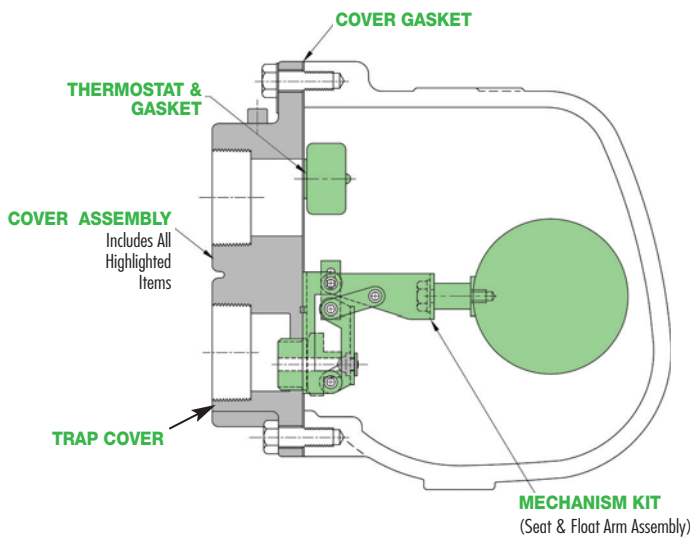 COVER GASKET
THERMOSTAT &
GASKET
COVER ASSEMBLY
Includes All
Highlighted
Items
TRAP COVER
MECHANISM KIT
(Seat & Float Arm Assembly)